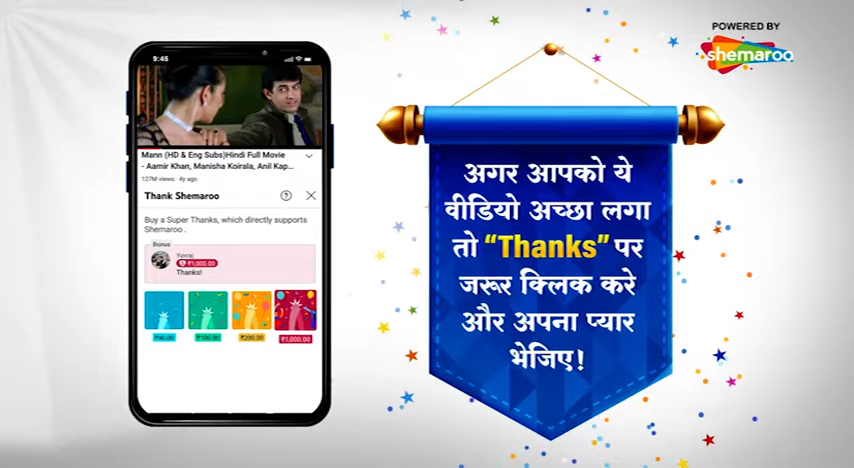 POWERED BY
shemaroo
9:45
Mann (HD & Eng Subs)Hindi Full Movie
- Aamir Khan, Manisha Koirala, Anil Kap...
127M views · 4y ago
Thank Shemaroo
Buy a Super Thanks, which directly supports
Shemaroo .
Bonus
Yuvraj
₹1,000.00
Thanks!
₹40.00 ₹100.00 ₹200.00 ₹1,000.00
अगर आपको ये
वीडियो अच्छा लगा
तो “Thanks” पर
जरूर क्लिक करे
और अपना प्यार
भेजिए!